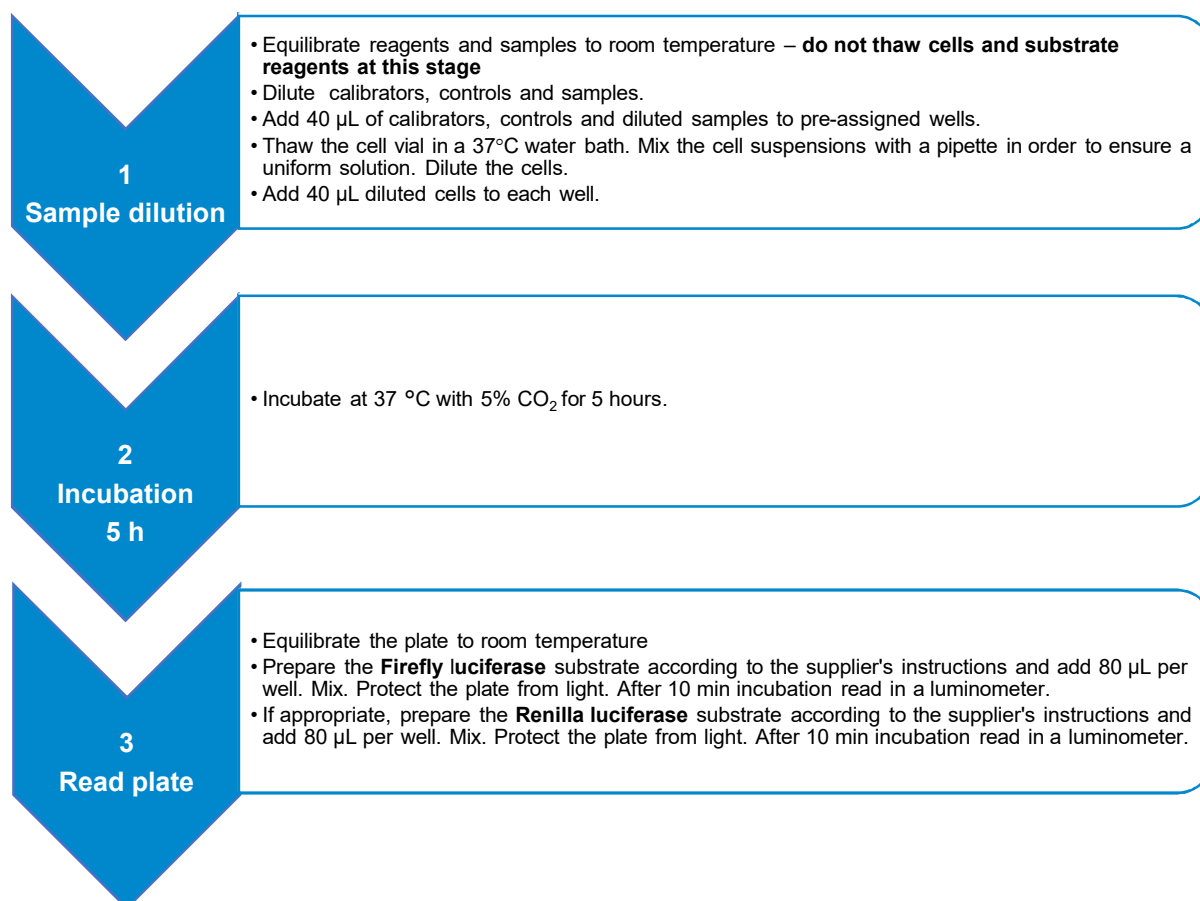 1
Sample dilution
• Equilibrate reagents and samples to room temperature – do not thaw cells and substrate
reagents at this stage
• Dilute calibrators, controls and samples.
• Add 40 µL of calibrators, controls and diluted samples to pre-assigned wells.
• Thaw the cell vial in a 37°C water bath. Mix the cell suspensions with a pipette in order to ensure a
uniform solution. Dilute the cells.
• Add 40 µL diluted cells to each well.
2
Incubation
5 h
• Incubate at 37 °C with 5% CO₂ for 5 hours.
3
Read plate
• Equilibrate the plate to room temperature
• Prepare the Firefly luciferase substrate according to the supplier's instructions and add 80 µL per
well. Mix. Protect the plate from light. After 10 min incubation read in a luminometer.
• If appropriate, prepare the Renilla luciferase substrate according to the supplier's instructions and
add 80 µL per well. Mix. Protect the plate from light. After 10 min incubation read in a luminometer.